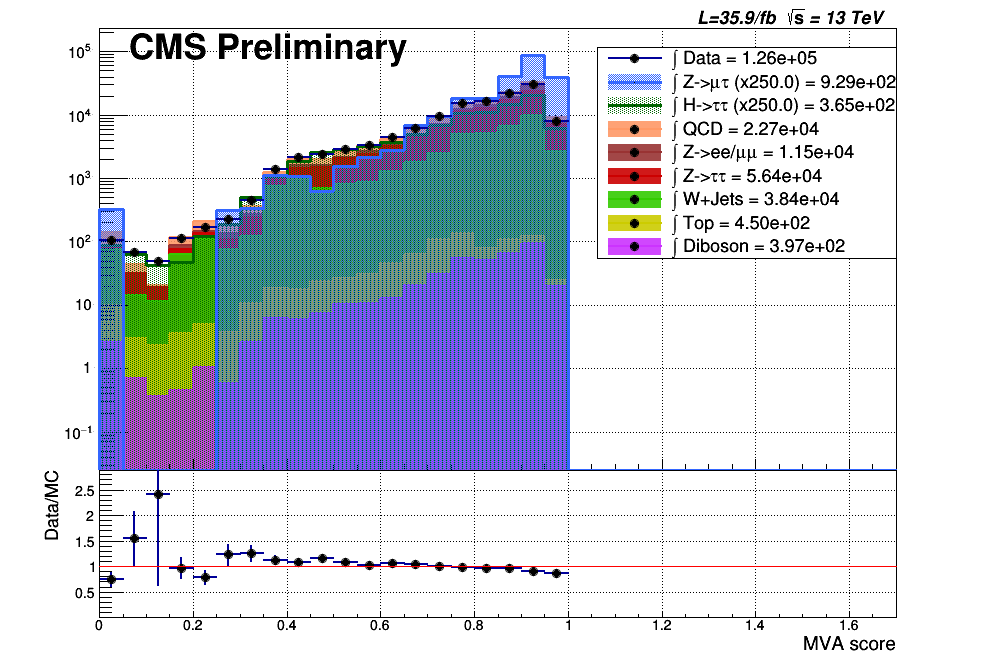 L=35.9/fb √s = 13 TeV
CMS Preliminary
∫ Data = 1.26e+05
∫ Z->μτ (x250.0) = 9.29e+02
∫ H->ττ (x250.0) = 3.65e+02
∫ QCD = 2.27e+04
∫ Z->ee/μμ = 1.15e+04
∫ Z->ττ = 5.64e+04
∫ W+Jets = 3.84e+04
∫ Top = 4.50e+02
∫ Diboson = 3.97e+02
10⁵
10⁴
10³
10²
10
1
10⁻¹
Data/MC
2.5
2
1.5
1
0.5
0 0.2 0.4 0.6 0.8 1 1.2 1.4 1.6
MVA score